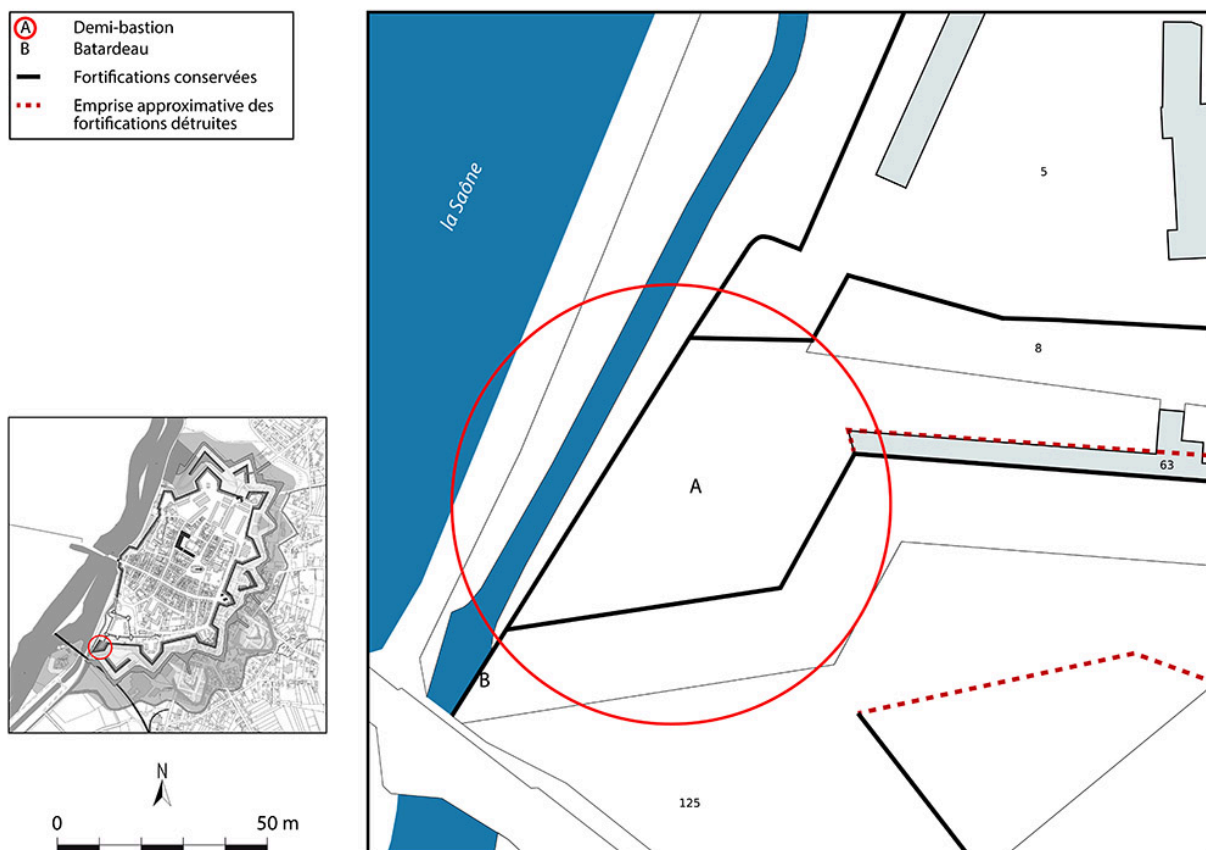 A Demi-bastion
B Batardeau
Fortifications conservées
Emprise approximative des
fortifications détruites
la Saône
5
8
63
A
B
125
N
0 50 m